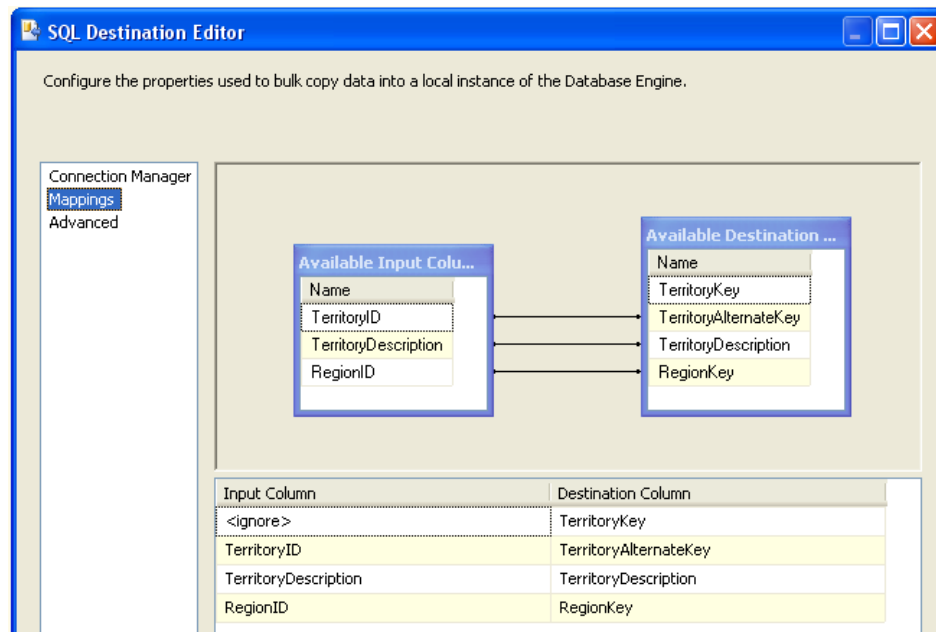 SQL Destination Editor
Configure the properties used to bulk copy data into a local instance of the Database Engine.
Connection Manager
Mappings
Advanced
Available Input Colu...
Name
TerritoryID
TerritoryDescription
RegionID
Available Destination ...
Name
TerritoryKey
TerritoryAlternateKey
TerritoryDescription
RegionKey
Input Column Destination Column
<ignore> TerritoryKey
TerritoryID TerritoryAlternateKey
TerritoryDescription TerritoryDescription
RegionID RegionKey